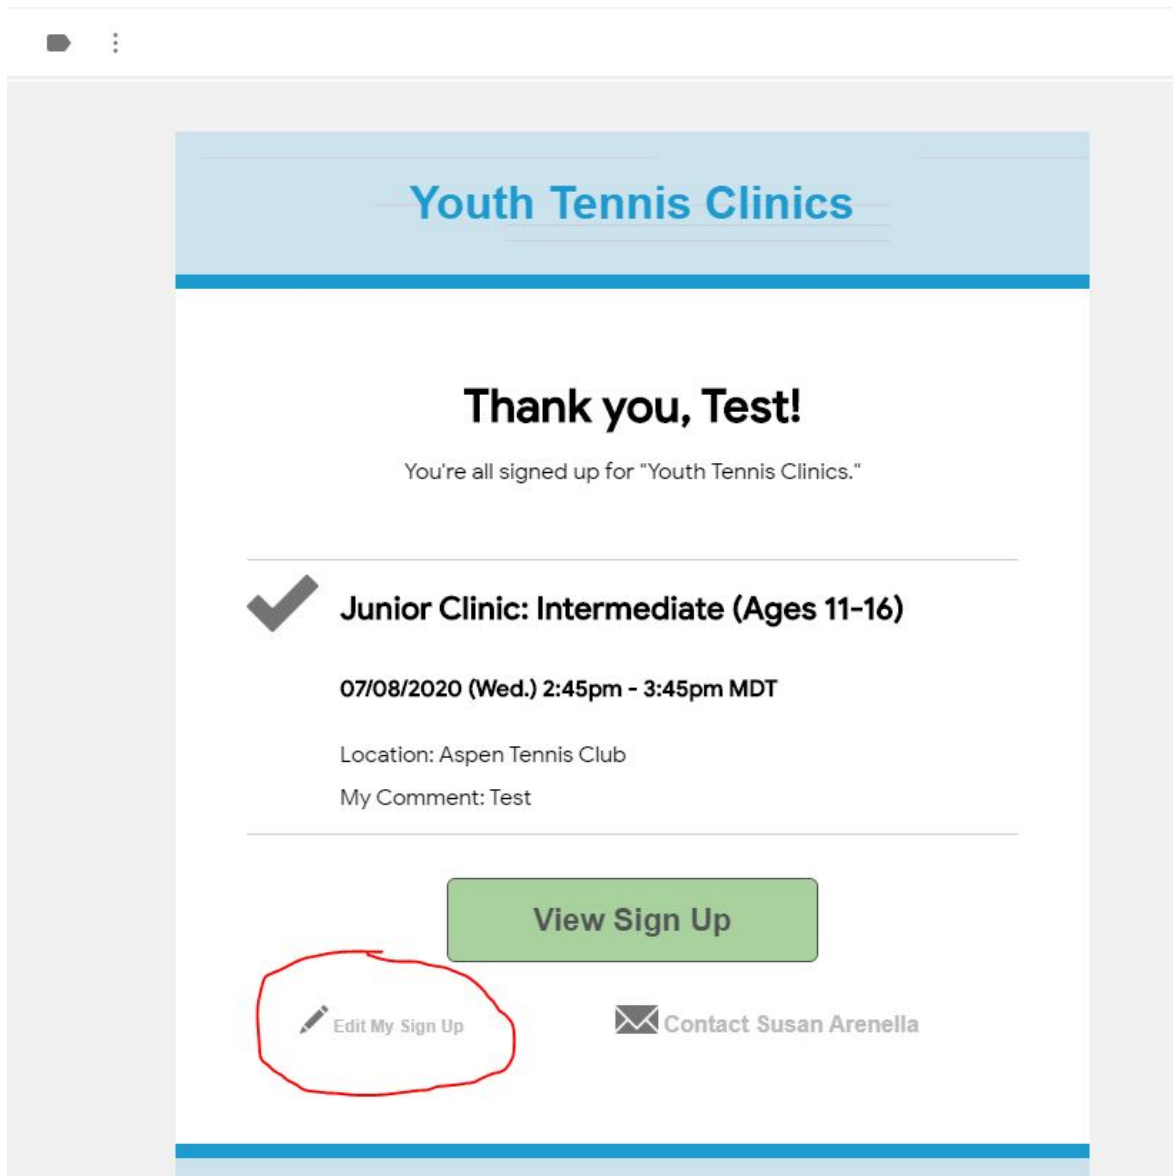 Youth Tennis Clinics
Thank you, Test!
You're all signed up for "Youth Tennis Clinics."
Junior Clinic: Intermediate (Ages 11-16)
07/08/2020 (Wed.) 2:45pm - 3:45pm MDT
Location: Aspen Tennis Club
My Comment: Test
View Sign Up
Edit My Sign Up
Contact Susan Arenella